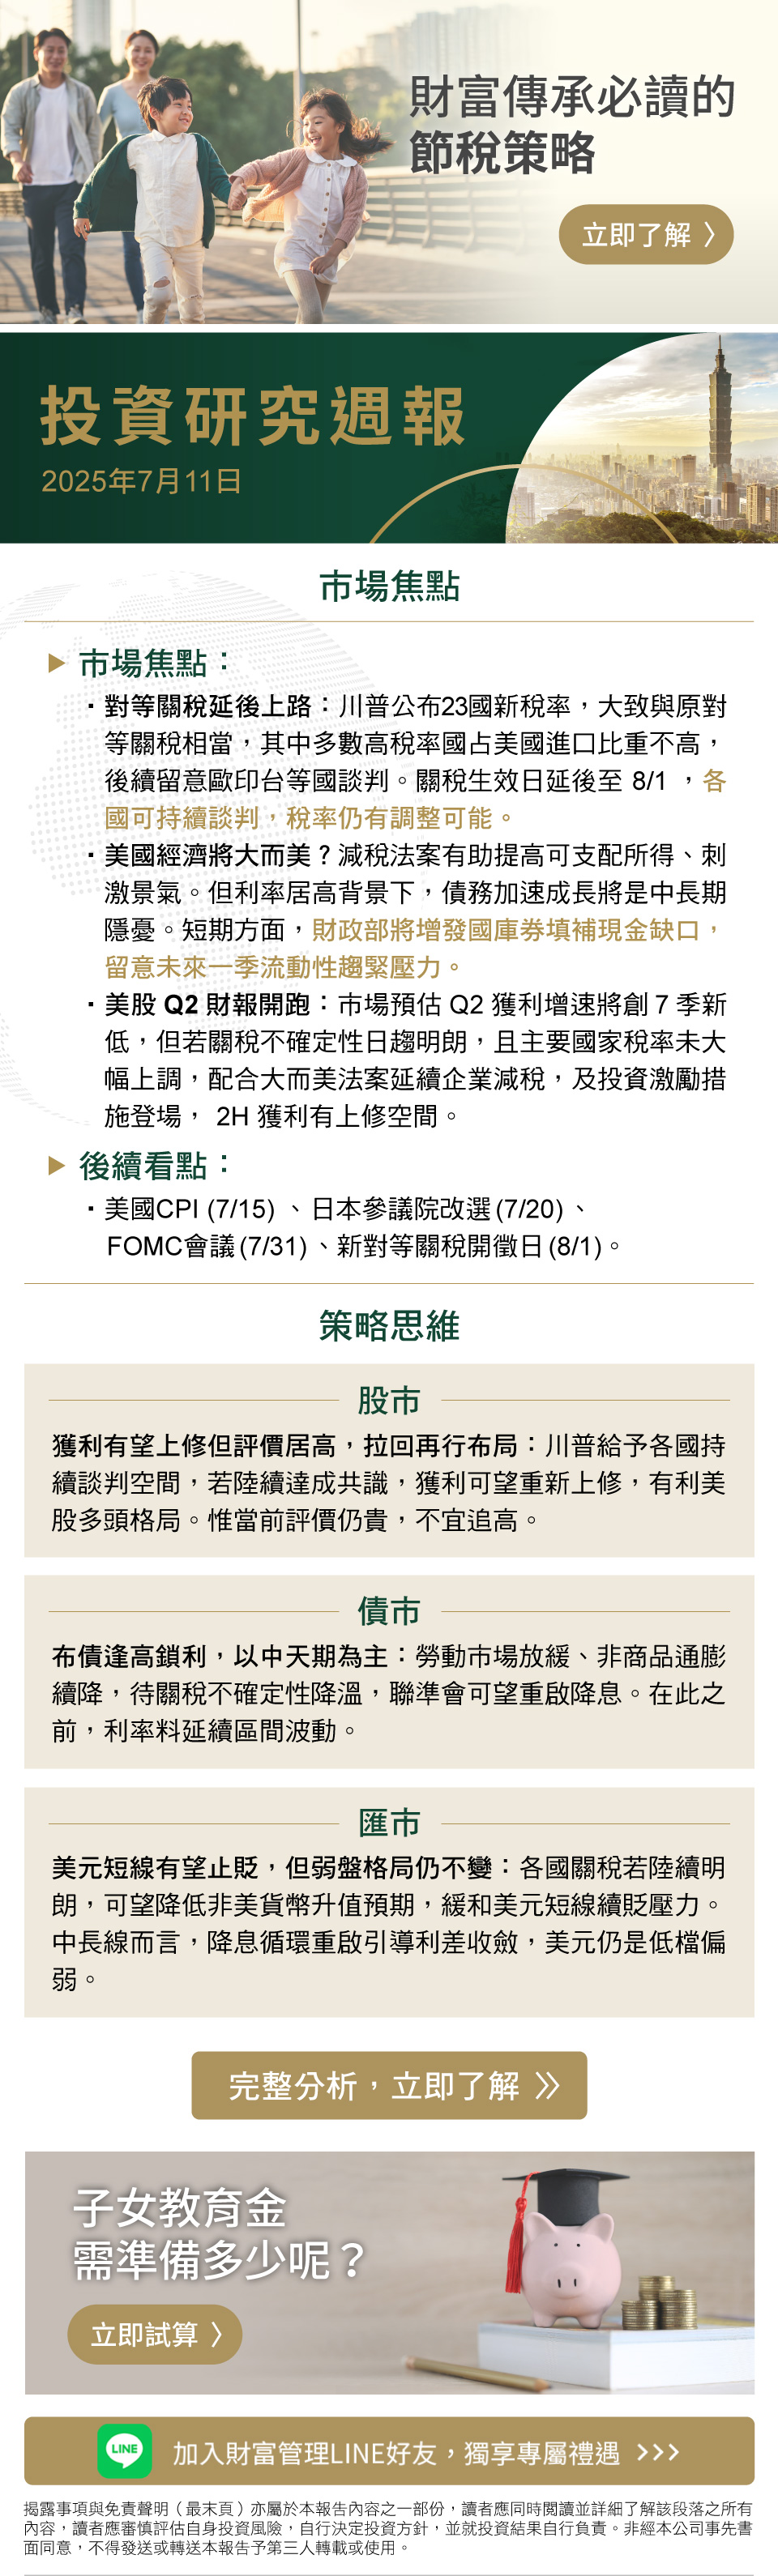 財富傳承必讀的
節稅策略
立即了解 〉
投資研究週報
2025年7月11日
市場焦點
市場焦點：
・對等關稅延後上路：川普公布23國新稅率，大致與原對
等關稅相當，其中多數高稅率國占美國進口比重不高，
後續留意歐印台等國談判。關稅生效日延後至 8/1 ，各
國可持續談判，稅率仍有調整可能。
・美國經濟將大而美？減稅法案有助提高可支配所得、刺
激景氣。但利率居高背景下，債務加速成長將是中長期
隱憂。短期方面，財政部將增發國庫券填補現金缺口，
留意未來一季流動性趨緊壓力。
・美股 Q2 財報開跑：市場預估 Q2 獲利增速將創 7 季新
低，但若關稅不確定性日趨明朗，且主要國家稅率未大
幅上調，配合大而美法案延續企業減稅，及投資激勵措
施登場， 2H 獲利有上修空間。
後續看點：
・美國CPI (7/15) 、日本參議院改選 (7/20) 、
FOMC會議 (7/31) 、新對等關稅開徵日 (8/1)。
策略思維
股市
獲利有望上修但評價居高，拉回再行布局：川普給予各國持
續談判空間，若陸續達成共識，獲利可望重新上修，有利美
股多頭格局。惟當前評價仍貴，不宜追高。
債市
布債逢高鎖利，以中天期為主：勞動市場放緩、非商品通膨
續降，待關稅不確定性降溫，聯準會可望重啟降息。在此之
前，利率料延續區間波動。
匯市
美元短線有望止貶，但弱盤格局仍不變：各國關稅若陸續明
朗，可望降低非美貨幣升值預期，緩和美元短線續貶壓力。
中長線而言，降息循環重啟引導利差收斂，美元仍是低檔偏
弱。
完整分析，立即了解 》
子女教育金
需準備多少呢？
立即試算 〉
LINE
加入財富管理LINE好友，獨享專屬禮遇 >>>
揭露事項與免責聲明（最末頁）亦屬於本報告內容之一部份，讀者應同時閱讀並詳細了解該段落之所有
內容，讀者應審慎評估自身投資風險，自行決定投資方針，並就投資結果自行負責。非經本公司事先書
面同意，不得發送或轉送本報告予第三人轉載或使用。